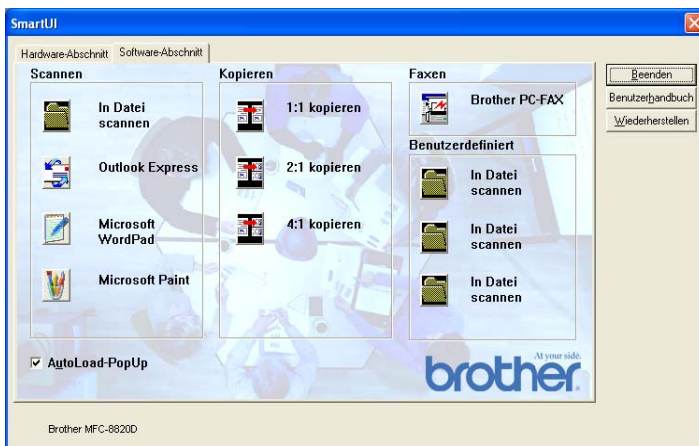 SmartUI
Hardware-Abschnitt
Software-Abschnitt
Scannen
In Datei
scannen
Outlook Express
Microsoft
WordPad
Microsoft Paint
Kopieren
1:1 kopieren
2:1 kopieren
4:1 kopieren
Faxen
Brother PC-FAX
Benutzerdefiniert
In Datei
scannen
In Datei
scannen
In Datei
scannen
Beenden
Benutzerhandbuch
Wiederherstellen
AutoLoad-PopUp
At your side.
brother
Brother MFC-8820D